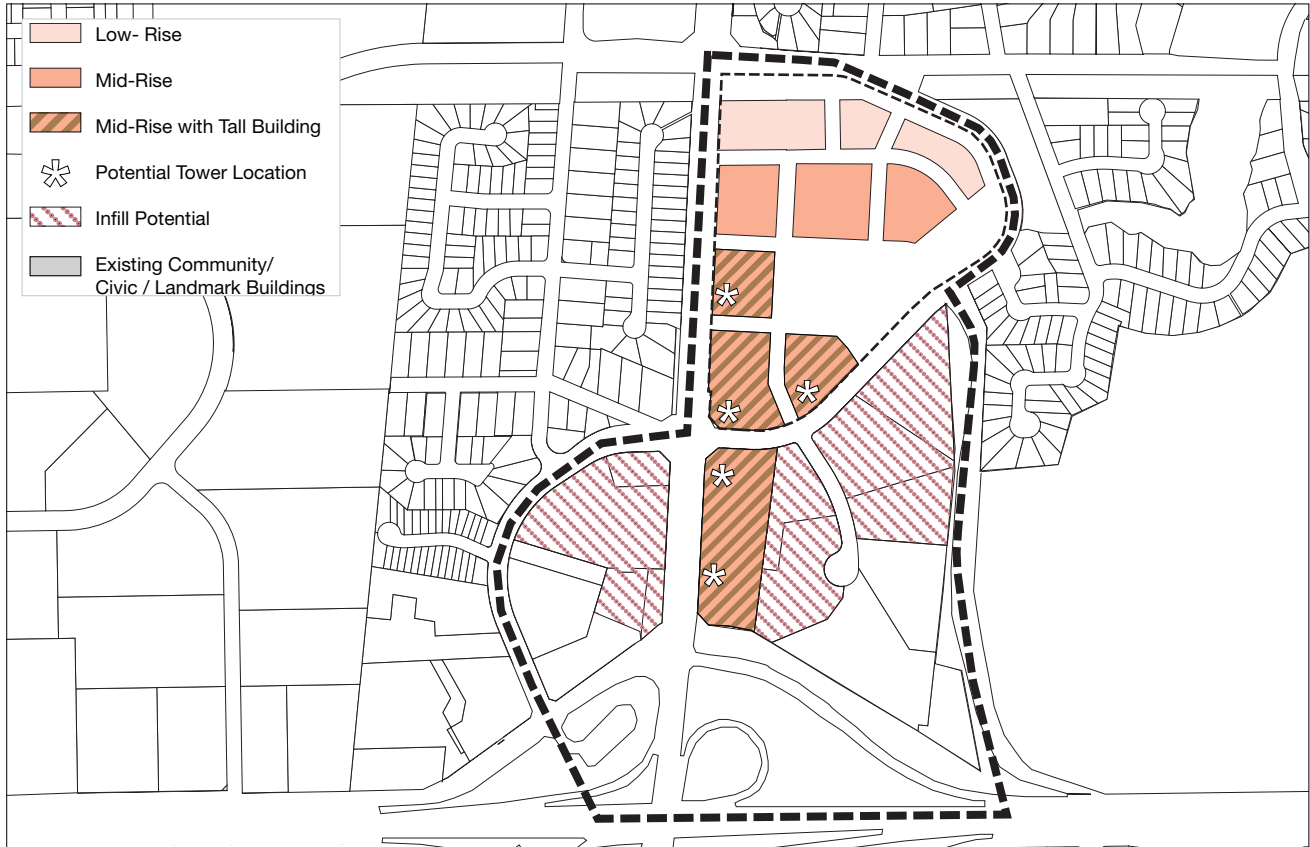 Low- Rise
Mid-Rise
Mid-Rise with Tall Building
Potential Tower Location
Infill Potential
Existing Community/
Civic / Landmark Buildings